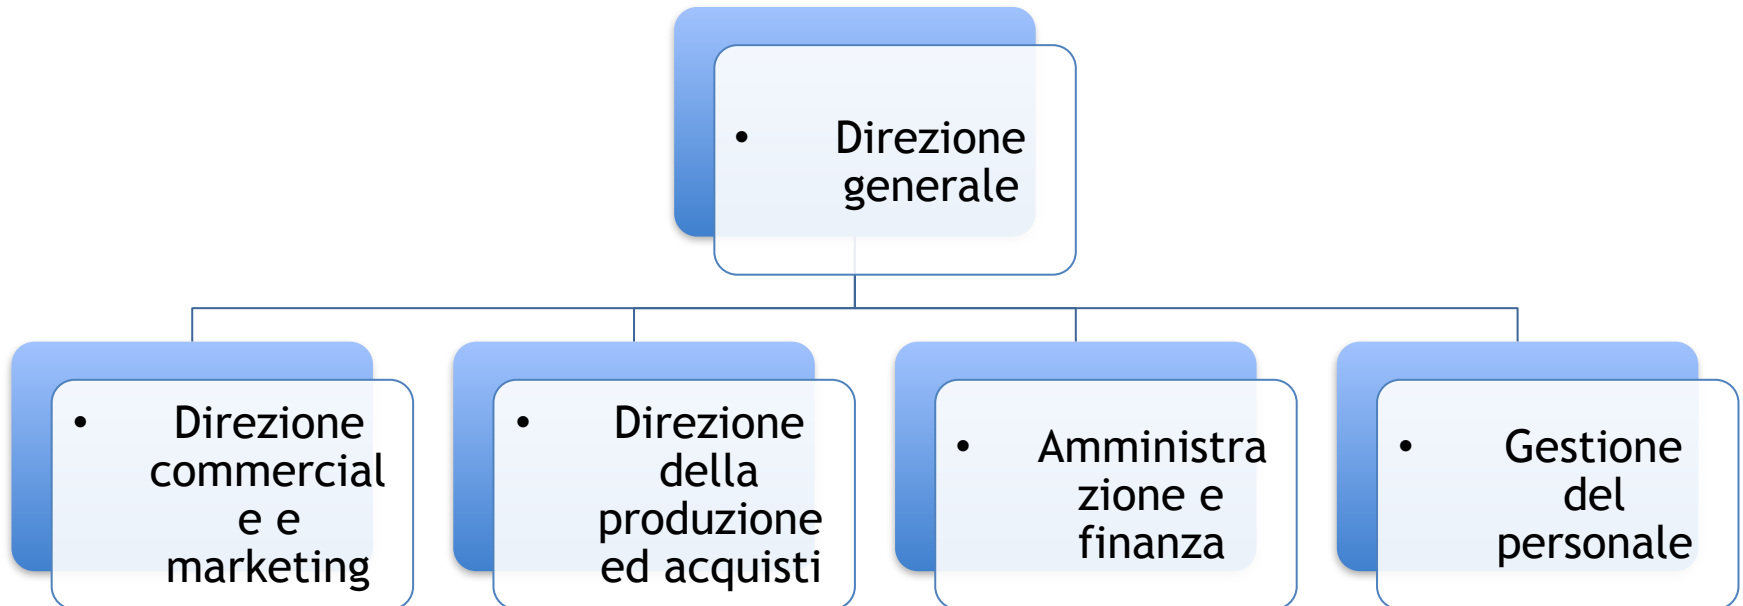 • Direzione
generale
• Direzione
commercial
e e
marketing
• Direzione
della
produzione
ed acquisti
• Amministra
zione e
finanza
• Gestione
del
personale